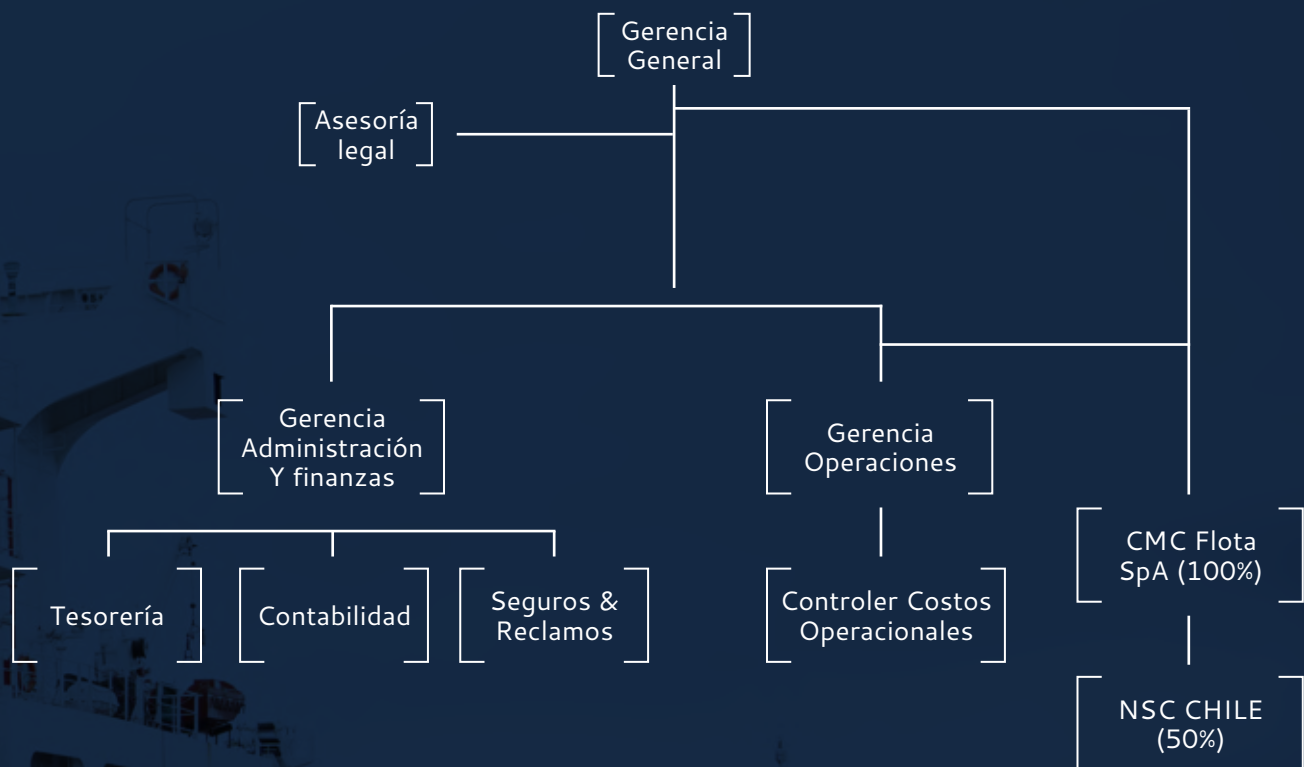 Gerencia
General
Asesoría
legal
Gerencia
Administración
Y finanzas
Gerencia
Operaciones
Tesorería
Contabilidad
Seguros &
Reclamos
Controler Costos
Operacionales
CMC Flota
SpA (100%)
NSC CHILE
(50%)